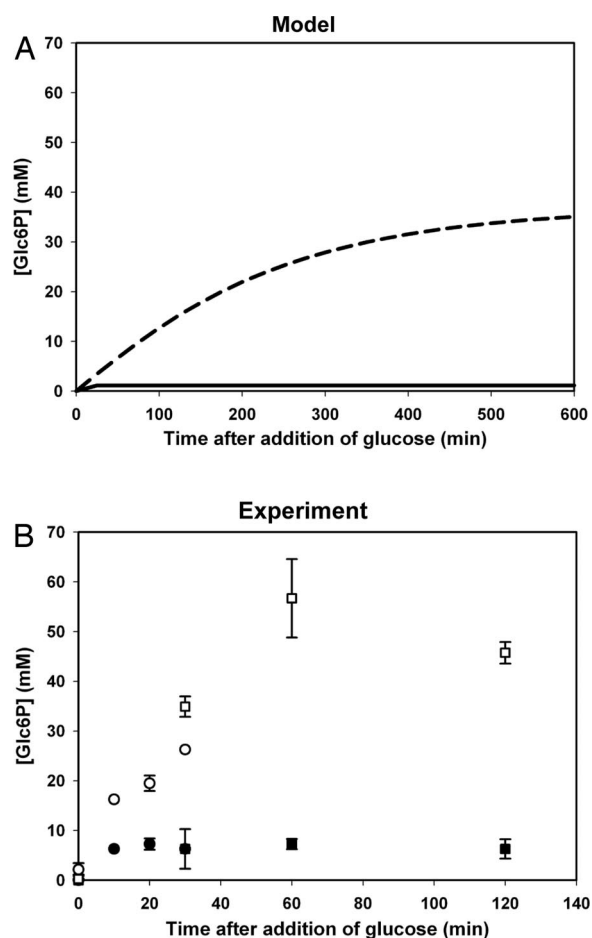 Model
A
70
60
50
40
30
20
10
0
[Glc6P] (mM)
0 100 200 300 400 500 600
Time after addition of glucose (min)
Experiment
B
70
60
50
40
30
20
10
0
[Glc6P] (mM)
0 20 40 60 80 100 120 140
Time after addition of glucose (min)